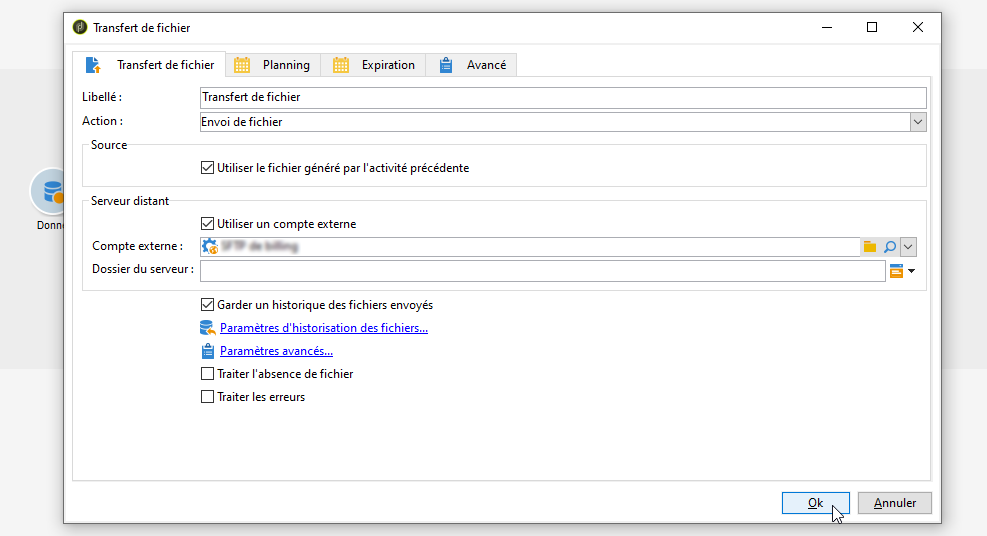 Transfert de fichier
Transfert de fichier Planning Expiration Avancé
Libellé : Transfert de fichier
Action : Envoi de fichier
Source
Utiliser le fichier généré par l'activité précédente
Serveur distant
Utiliser un compte externe
Donn
Compte externe : SFTP de billing
Dossier du serveur :
Garder un historique des fichiers envoyés
Paramètres d'historisation des fichiers...
Paramètres avancés...
Traiter l'absence de fichier
Traiter les erreurs
Ok Annuler